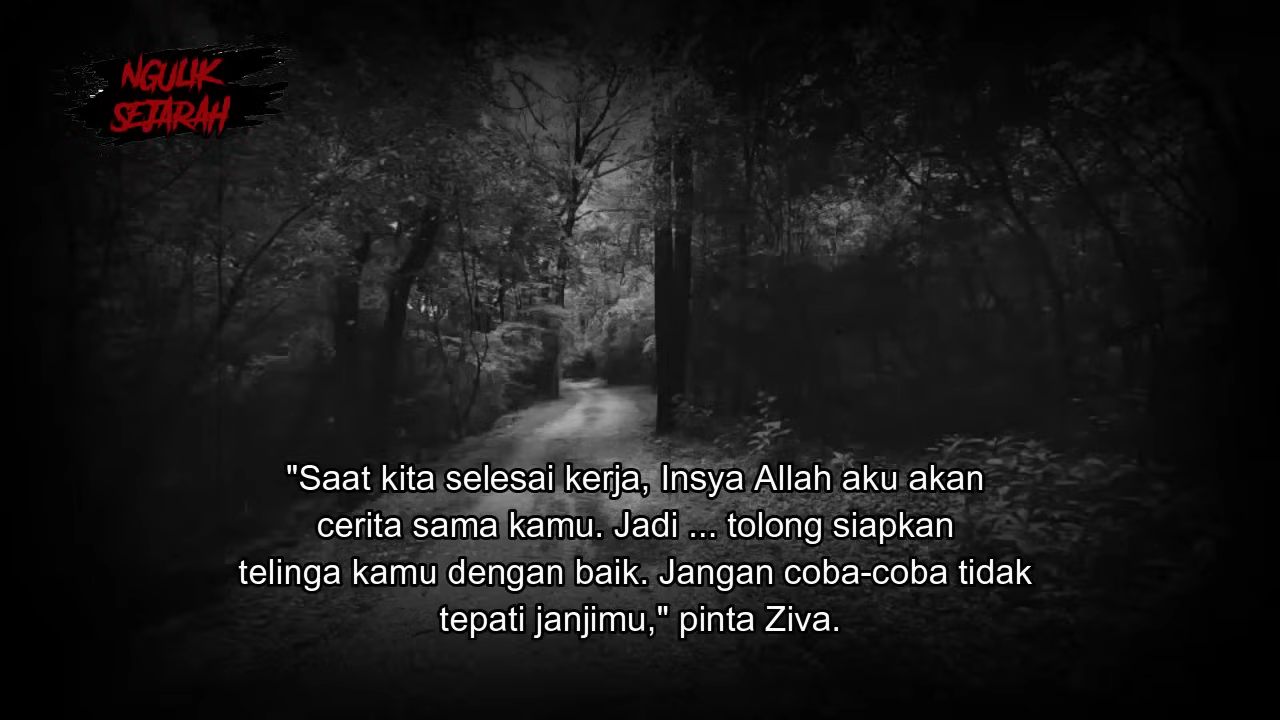 NGULIK
SEJARAH
"Saat kita selesai kerja, Insya Allah aku akan
cerita sama kamu. Jadi ... tolong siapkan
telinga kamu dengan baik. Jangan coba-coba tidak
tepati janjimu," pinta Ziva.